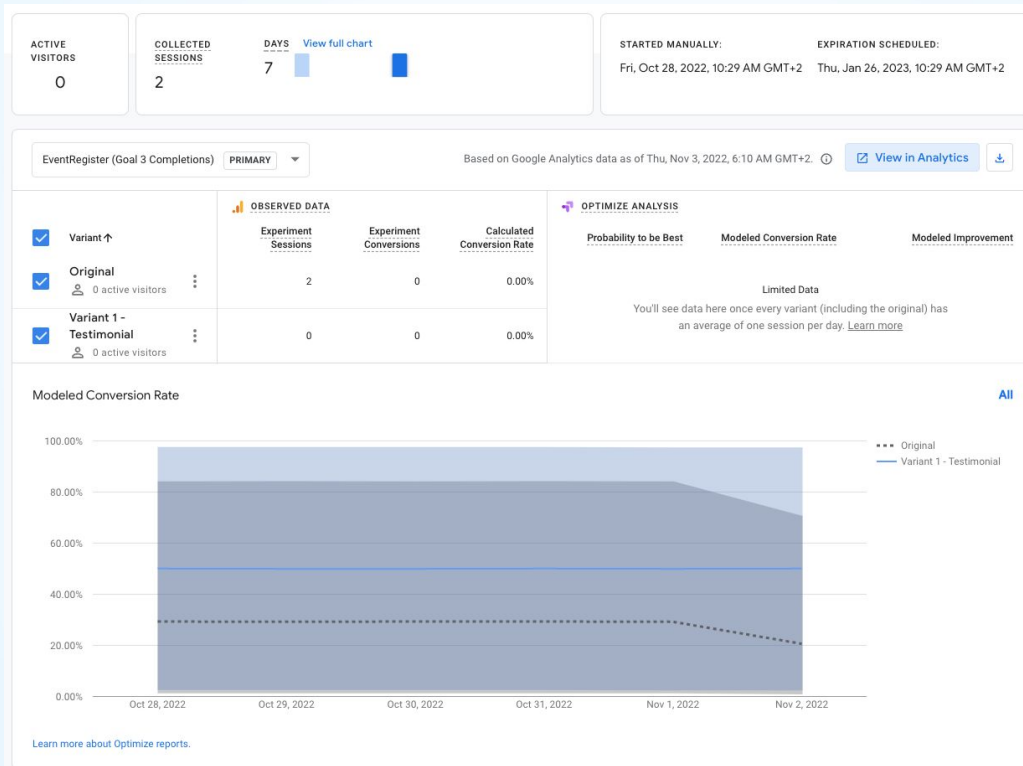 ACTIVE
VISITORS
0
COLLECTED
SESSIONS
2
DAYS
7
View full chart
STARTED MANUALLY:
Fri, Oct 28, 2022, 10:29 AM GMT+2
EXPIRATION SCHEDULED:
Thu, Jan 26, 2023, 10:29 AM GMT+2
EventRegister (Goal 3 Completions) PRIMARY
Based on Google Analytics data as of Thu, Nov 3, 2022, 6:10 AM GMT+2.
View in Analytics
OBSERVED DATA
OPTIMIZE ANALYSIS
Variant
Experiment
Sessions
Experiment
Conversions
Calculated
Conversion Rate
Probability to be Best
Modeled Conversion Rate
Modeled Improvement
Original
0 active visitors
2
0
0.00%
Variant 1 -
Testimonial
0 active visitors
0
0
0.00%
Limited Data
You'll see data here once every variant (including the original) has
an average of one session per day. Learn more
Modeled Conversion Rate
All
100.00%
80.00%
60.00%
40.00%
20.00%
0.00%
Oct 28, 2022
Oct 29, 2022
Oct 30, 2022
Oct 31, 2022
Nov 1, 2022
Nov 2, 2022
Original
Variant 1 - Testimonial
Learn more about Optimize reports.